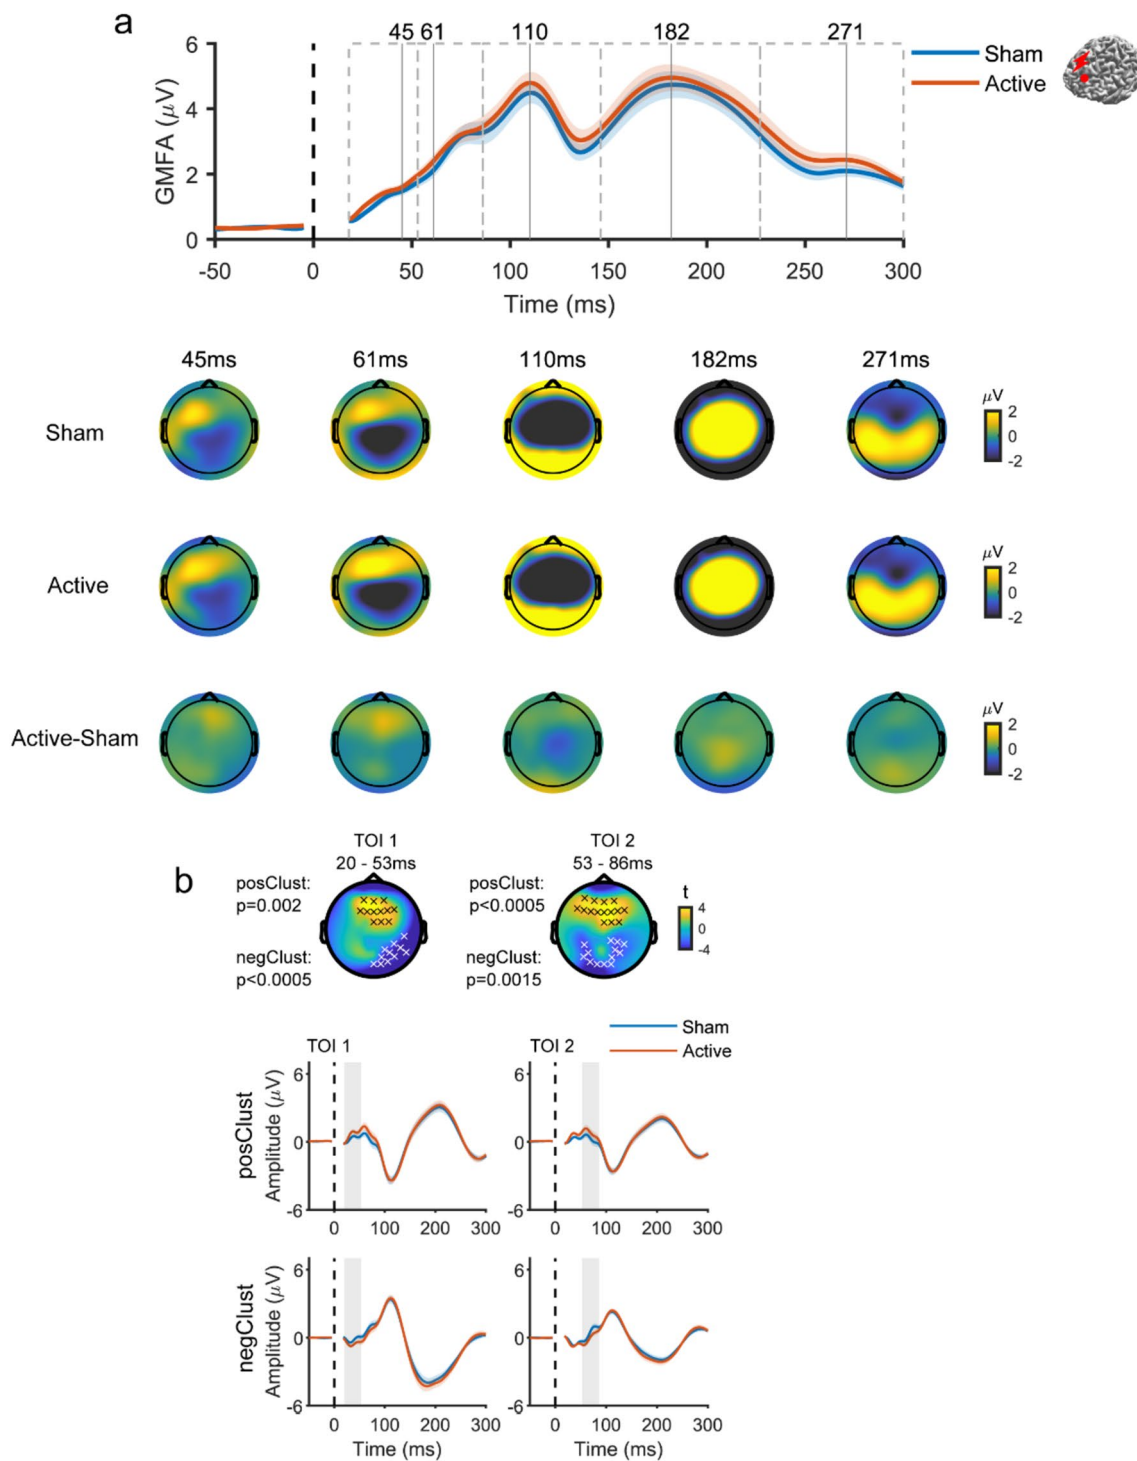 a
45 61 110 182 271
6
4
2
0
GMFA (μV)
-50 0 50 100 150 200 250 300
Time (ms)
Sham
Active
45ms 61ms 110ms 182ms 271ms
Sham
μV
2
0
-2
Active
μV
2
0
-2
Active-Sham
μV
2
0
-2
b
TOI 1
20 - 53ms
posClust:
p=0.002
negClust:
p<0.0005
TOI 2
53 - 86ms
posClust:
p<0.0005
negClust:
p=0.0015
t
4
0
-4
Sham
Active
TOI 1
TOI 2
posClust
Amplitude (μV)
6
0
-6
0 100 200 300
6
0
-6
0 100 200 300
negClust
Amplitude (μV)
6
0
-6
0 100 200 300
Time (ms)
6
0
-6
0 100 200 300
Time (ms)